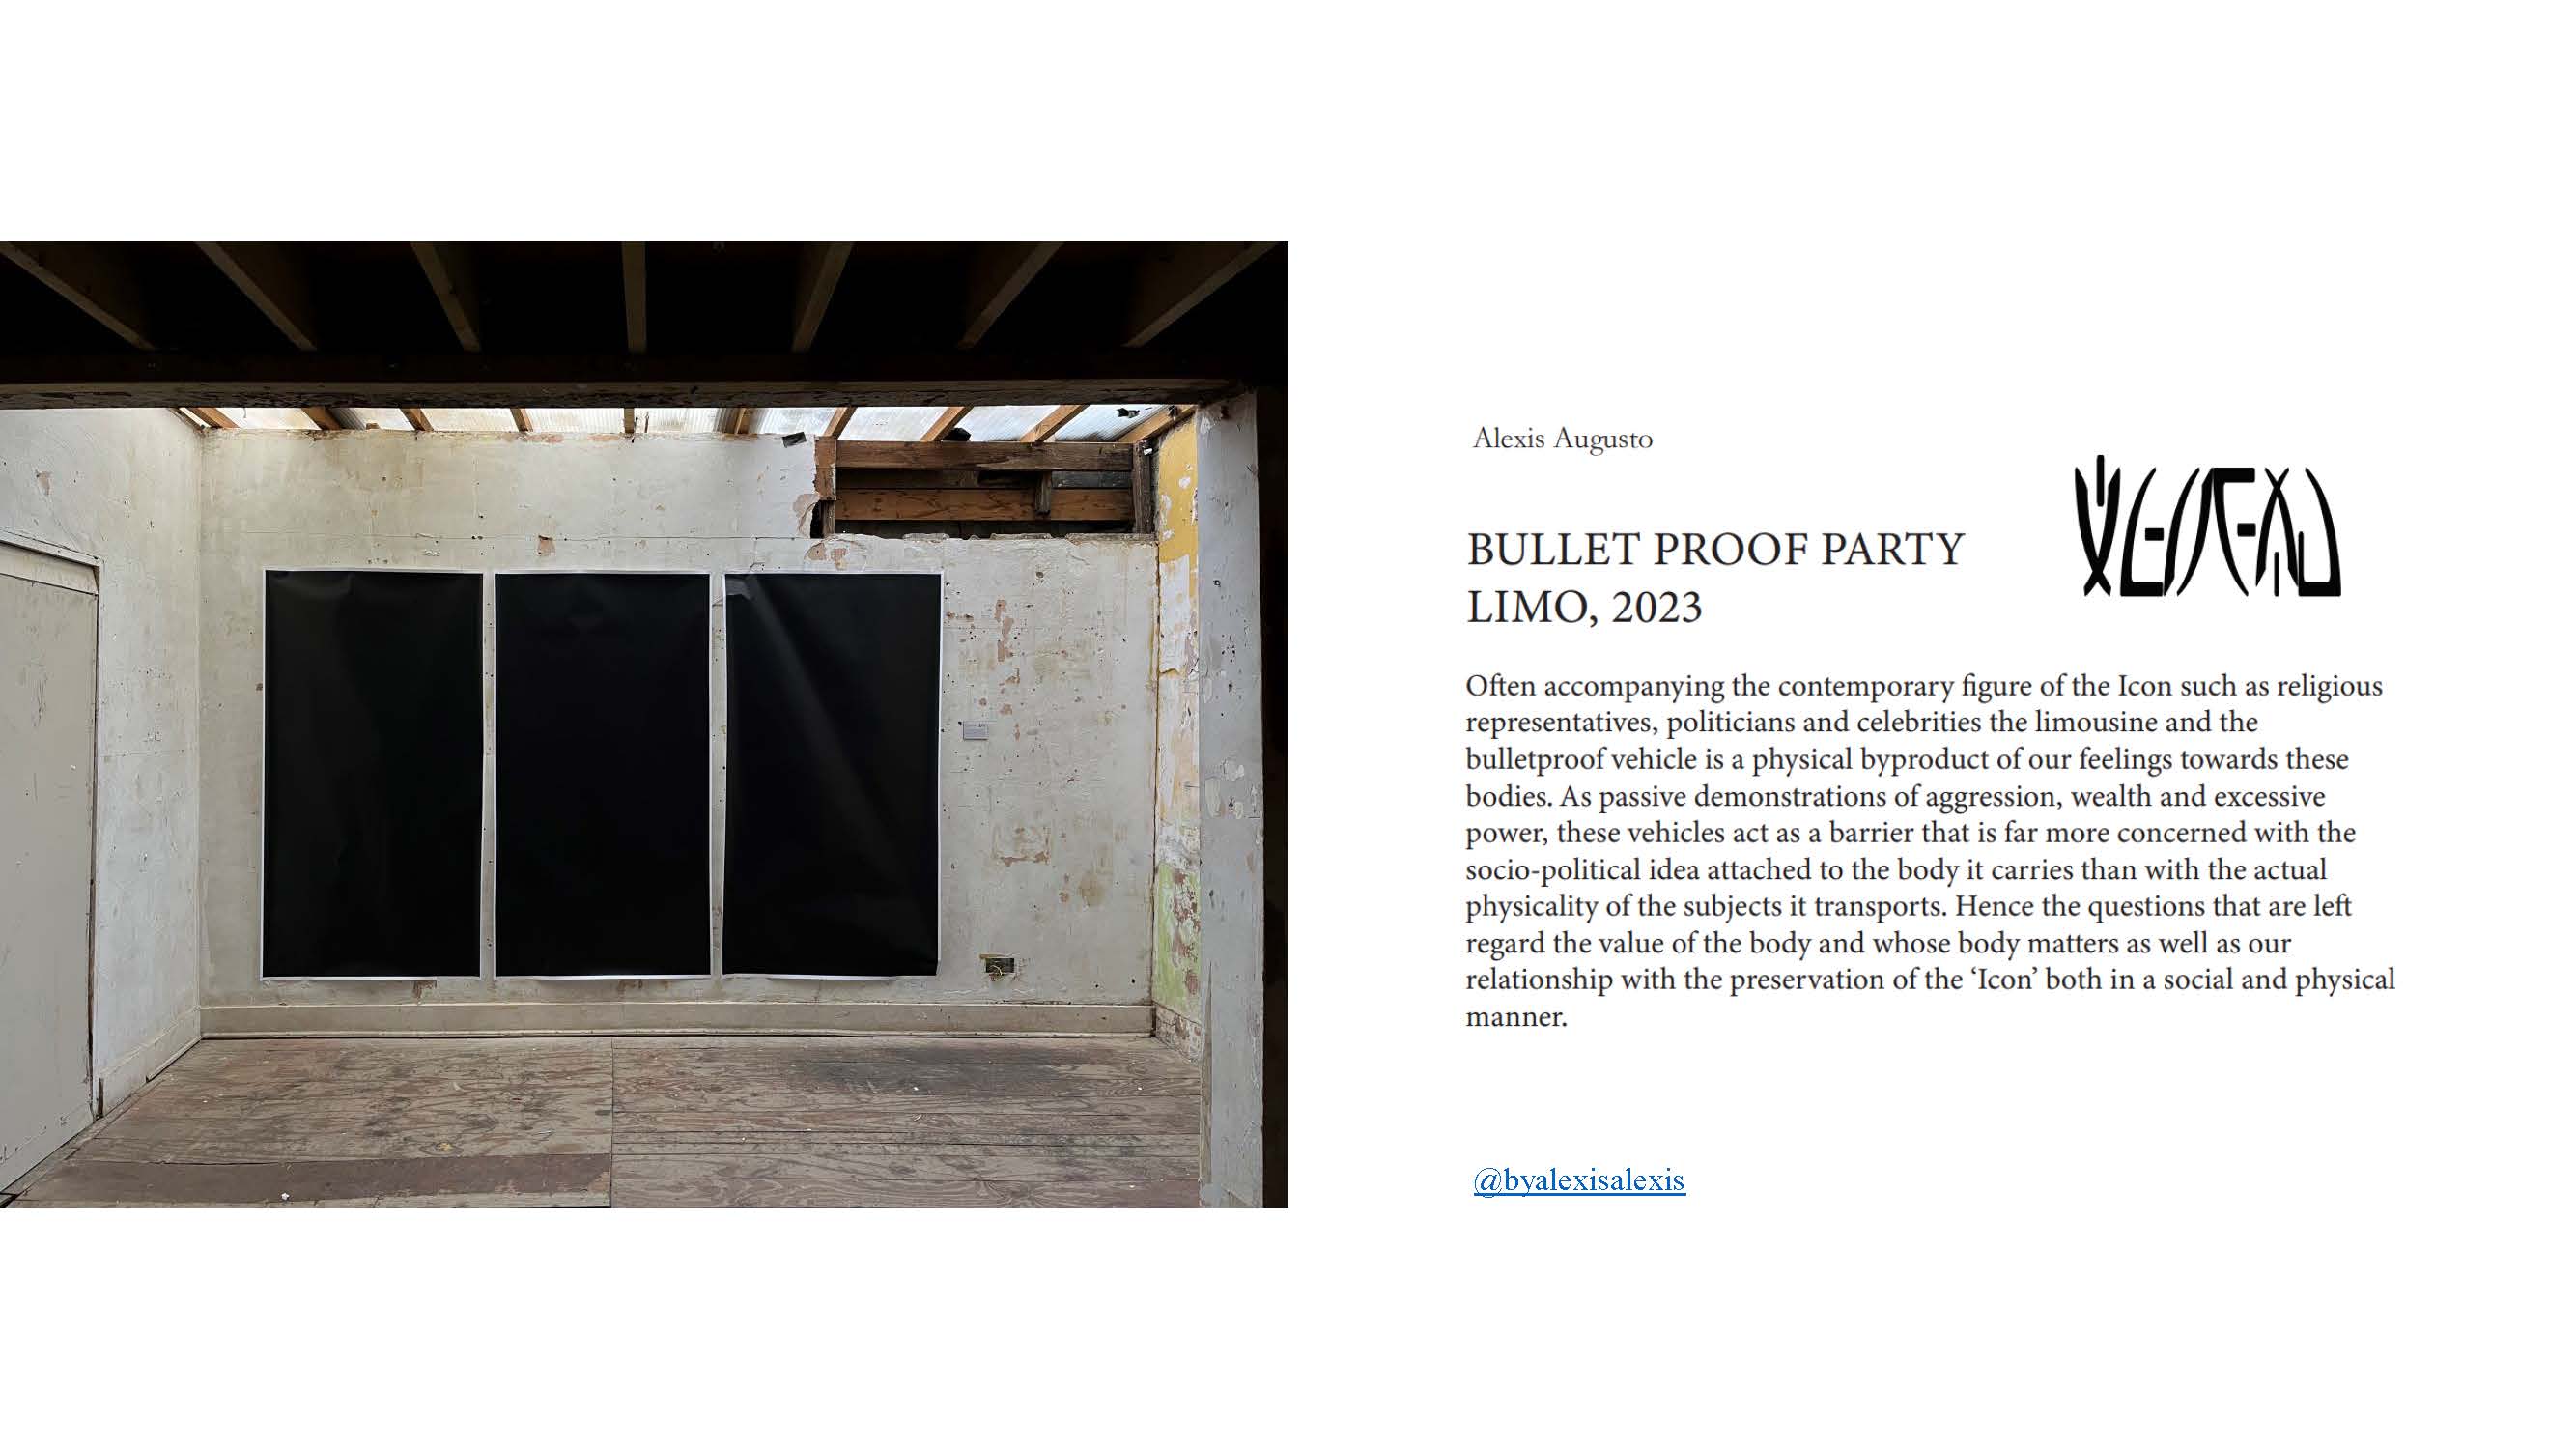 Alexis Augusto
BULLET PROOF PARTY
LIMO, 2023
Often accompanying the contemporary figure of the Icon such as religious
representatives, politicians and celebrities the limousine and the
bulletproof vehicle is a physical byproduct of our feelings towards these
bodies. As passive demonstrations of aggression, wealth and excessive
power, these vehicles act as a barrier that is far more concerned with the
socio-political idea attached to the body it carries than with the actual
physicality of the subjects it transports. Hence the questions that are left
regard the value of the body and whose body matters as well as our
relationship with the preservation of the ‘Icon’ both in a social and physical
manner.
@byalexisalexis